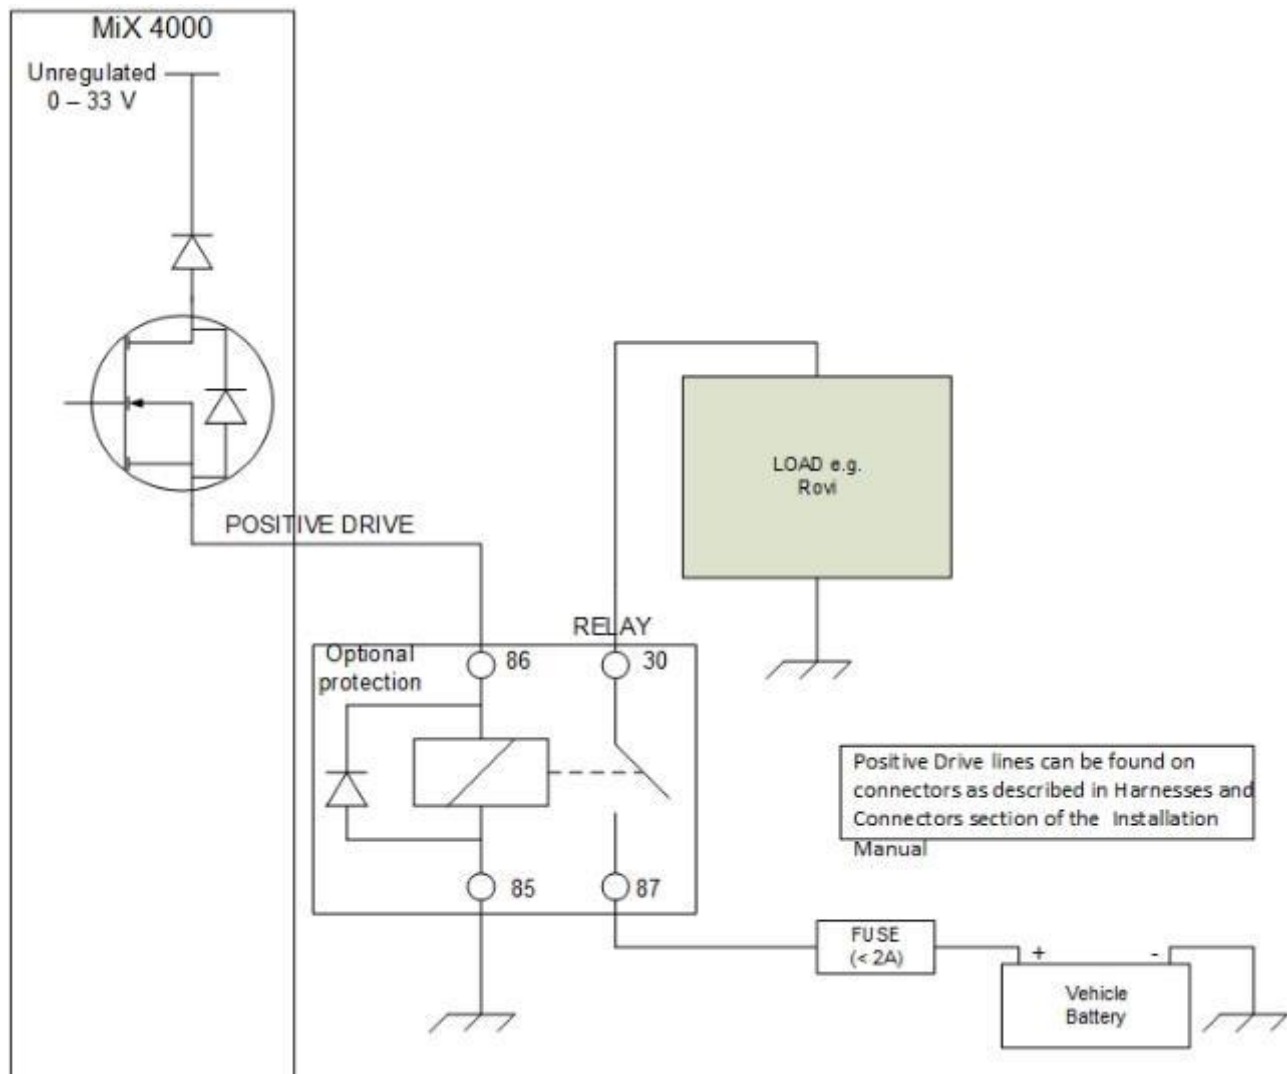 MiX 4000
Unregulated
0 – 33 V
POSITIVE DRIVE
LOAD e.g.
Rovi
RELAY
Optional
protection
86
30
85
87
Positive Drive lines can be found on
connectors as described in Harnesses and
Connectors section of the Installation
Manual
FUSE
(< 2A)
+
-
Vehicle
Battery